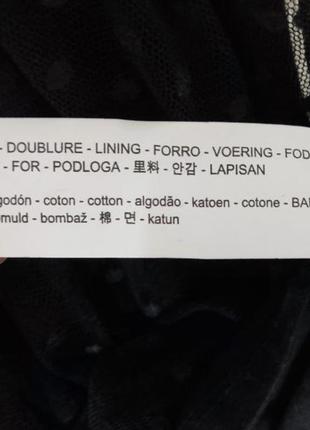 - DOUBLURE - LINING - FORRO - VOERING - FOD
- FOR - PODLOGA - 里料 - 안감 - LAPISAN
godón - coton - cotton - algodão - katoen - cotone - BA
omuld - bombaž - 棉 - 면 - katun